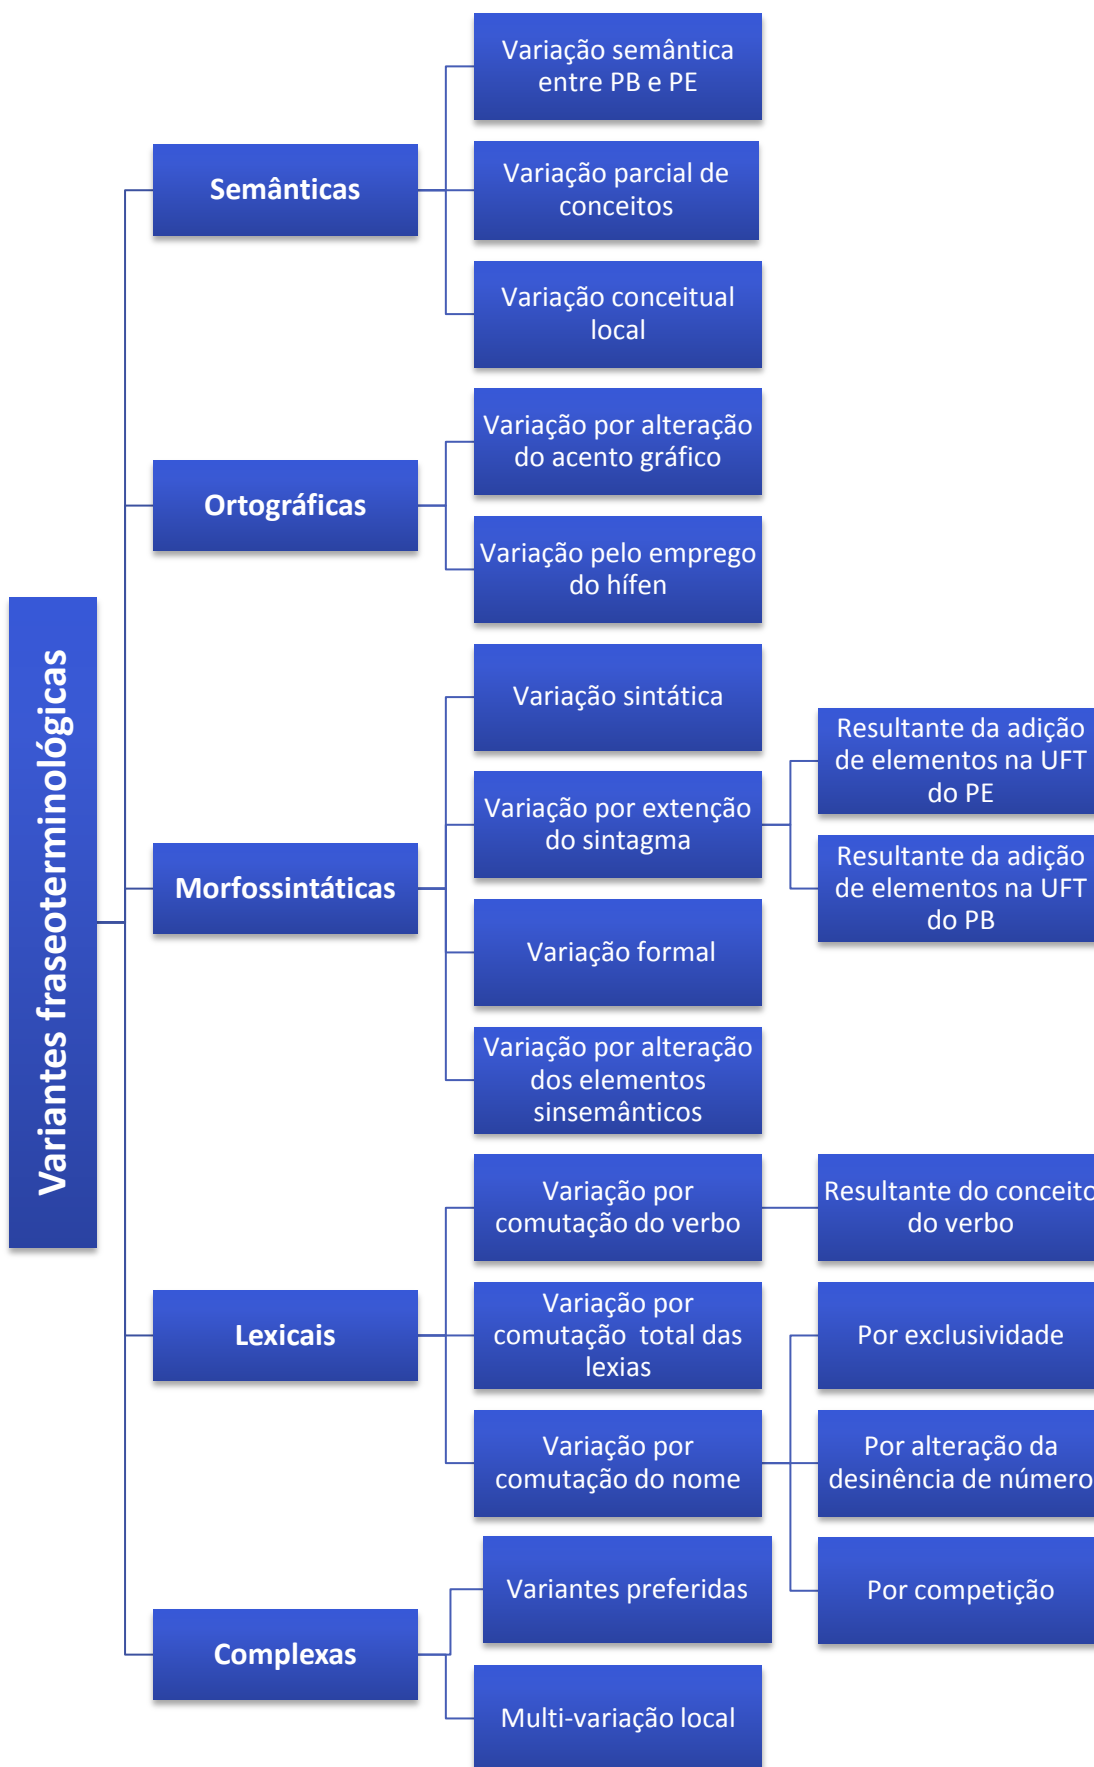 Variantes fraseoterminológicas
Semânticas
Variação semântica
entre PB e PE
Variação parcial de
conceitos
Variação conceitual
local
Ortográficas
Variação por alteração
do acento gráfico
Variação pelo emprego
do hífen
Morfossintáticas
Variação sintática
Variação por extenção
do sintagma
Resultante da adição
de elementos na UFT
do PE
Resultante da adição
de elementos na UFT
do PB
Variação formal
Variação por alteração
dos elementos
sinsemânticos
Lexicais
Variação por
comutação do verbo
Resultante do conceito
do verbo
Variação por
comutação total das
lexias
Variação por
comutação do nome
Por exclusividade
Por alteração da
desinência de número
Por competição
Complexas
Variantes preferidas
Multi-variação local